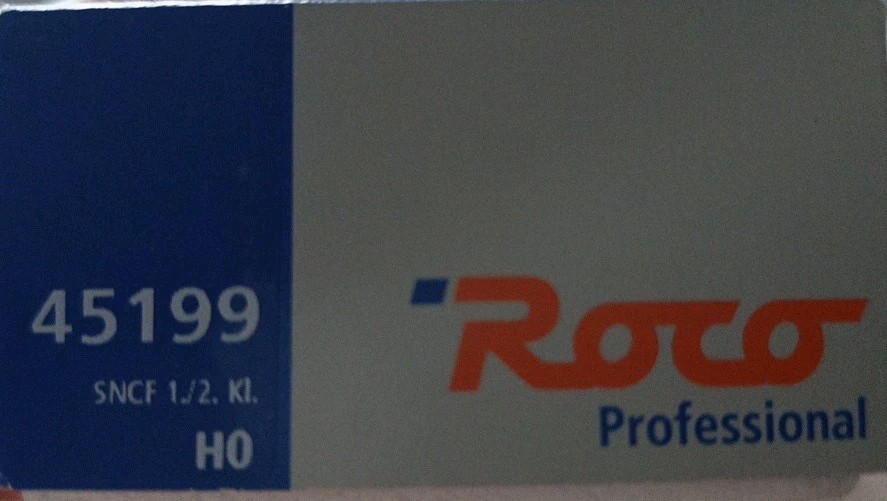 45199
SNCF 1./2. Kl.
H0
Roco
Professional